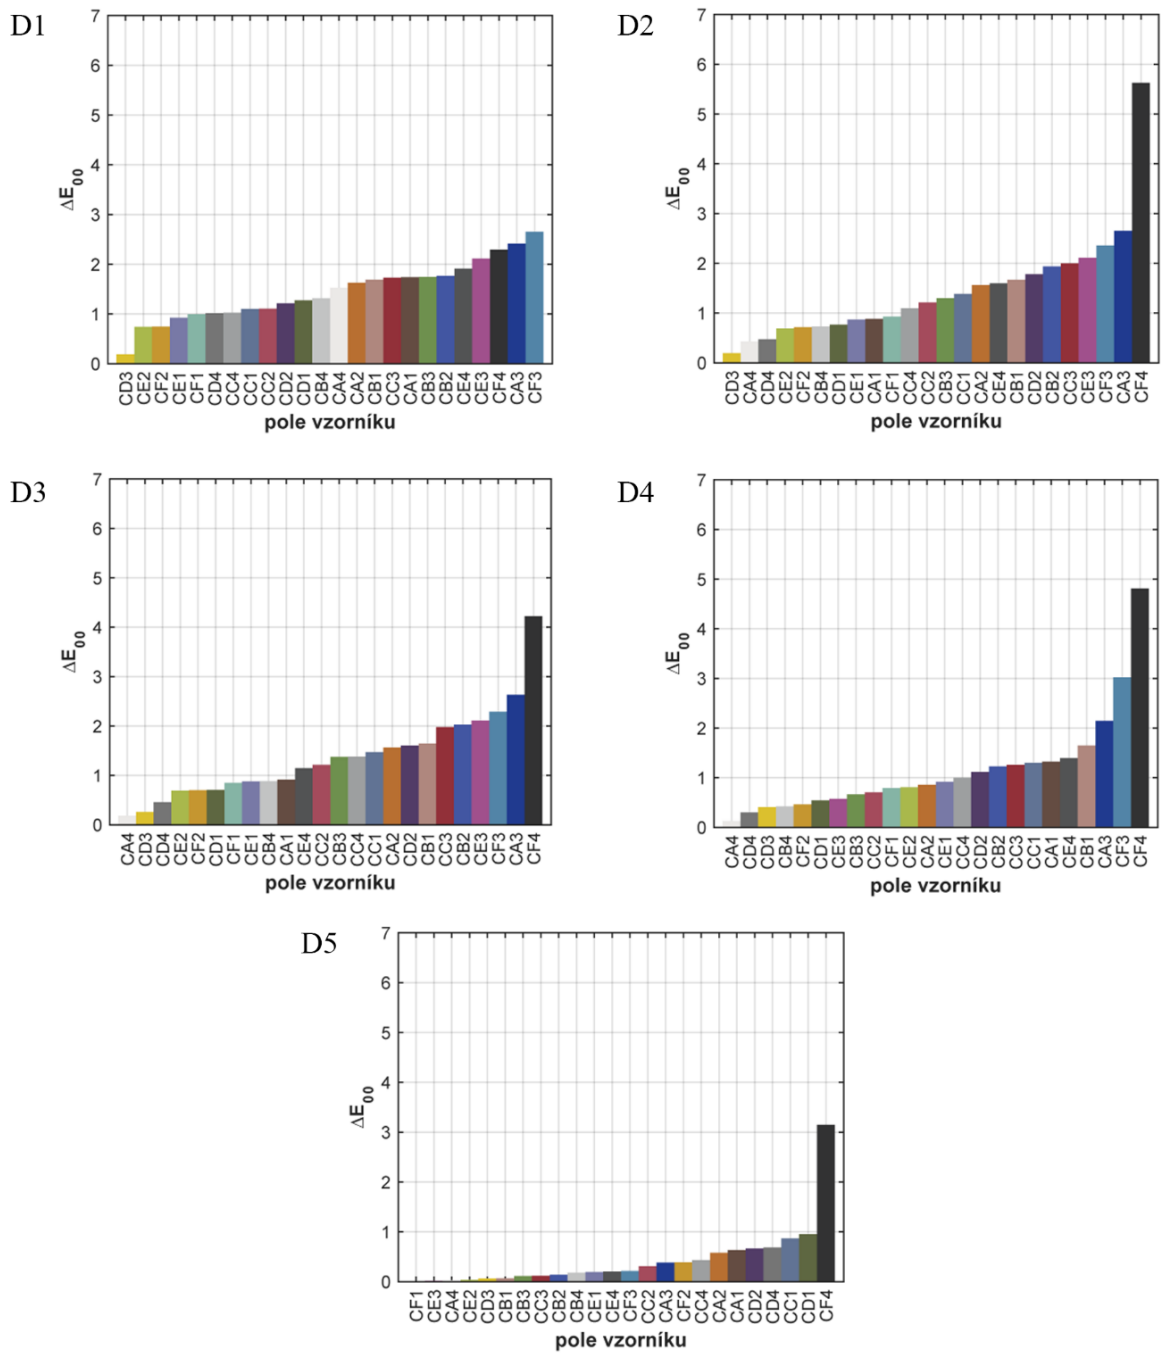 D1
7
6
5
4
3
2
1
0
ΔE00
CD3 CE2 CF2 CE1 CF1 CD4 CC4 CC1 CC2 CD2 CD1 CB4 CA4 CA2 CB1 CC3 CA1 CB3 CB2 CE4 CE3 CF4 CA3 CF3
pole vzorníku
D2
7
6
5
4
3
2
1
0
ΔE00
CD3 CA4 CD4 CE2 CF2 CB4 CD1 CE1 CA1 CF1 CC4 CC2 CB3 CC1 CA2 CE4 CB1 CD2 CB2 CC3 CE3 CF3 CA3 CF4
pole vzorníku
D3
7
6
5
4
3
2
1
0
ΔE00
CA4 CD3 CD4 CE2 CF2 CD1 CF1 CE1 CB4 CA1 CE4 CC2 CB3 CC4 CC1 CA2 CD2 CB1 CC3 CB2 CE3 CF3 CA3 CF4
pole vzorníku
D4
7
6
5
4
3
2
1
0
ΔE00
CA4 CD4 CD3 CB4 CF2 CD1 CE3 CB3 CC2 CF1 CE2 CA2 CE1 CC4 CD2 CB2 CC3 CC1 CA1 CE4 CB1 CA3 CF3 CF4
pole vzorníku
D5
7
6
5
4
3
2
1
0
ΔE00
CF1 CE3 CA4 CE2 CD3 CB1 CB3 CC3 CB2 CB4 CE1 CE4 CF3 CC2 CA3 CF2 CC4 CA2 CA1 CD2 CD4 CC1 CD1 CF4
pole vzorníku